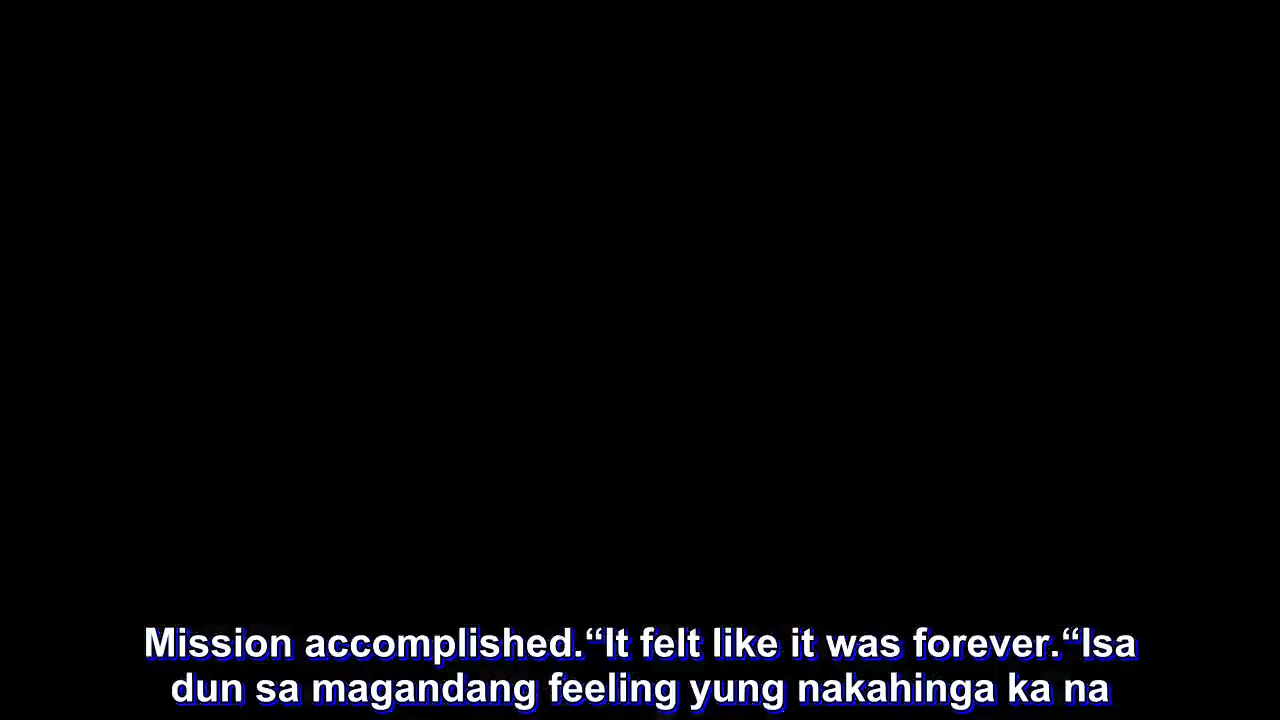 Mission accomplished.“It felt like it was forever.“Isa
dun sa magandang feeling yung nakahinga ka na